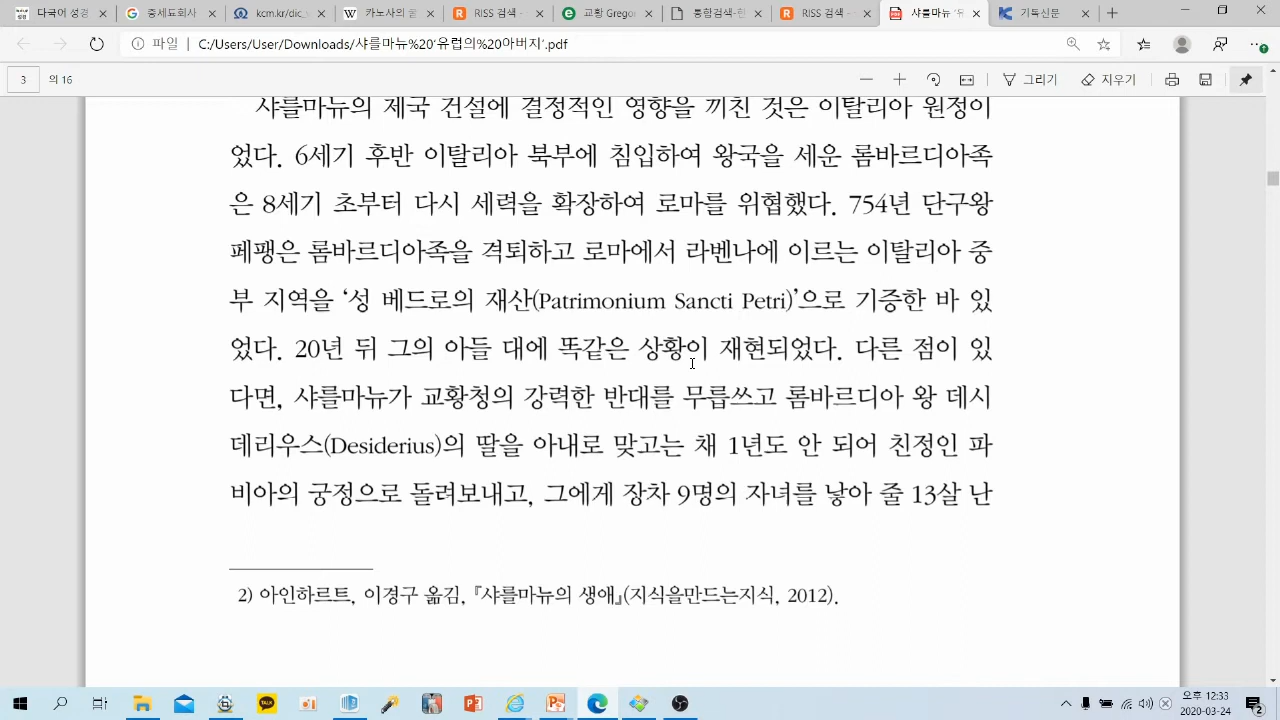 다국어 성경
중세도회사
kci.go.kr
카노사의 굴
RISS 검색 -
교황 Grego
통합검색-한
RISS 검색 -
샤를마뉴-유
기독신문
파일 | C:/Users/User/Downloads/샤를마뉴%20'유럽의%20아버지'.pdf
3 의 16
그리기 지우기
샤를마뉴의 제국 건설에 결정적인 영향을 끼친 것은 이탈리아 원정이
었다. 6세기 후반 이탈리아 북부에 침입하여 왕국을 세운 롬바르디아족
은 8세기 초부터 다시 세력을 확장하여 로마를 위협했다. 754년 단구왕
페팽은 롬바르디아족을 격퇴하고 로마에서 라벤나에 이르는 이탈리아 중
부 지역을 ‘성 베드로의 재산(Patrimonium Sancti Petri)’으로 기증한 바 있
었다. 20년 뒤 그의 아들 대에 똑같은 상황이 재현되었다. 다른 점이 있
다면, 샤를마뉴가 교황청의 강력한 반대를 무릅쓰고 롬바르디아 왕 데시
데리우스(Desiderius)의 딸을 아내로 맞고는 채 1년도 안 되어 친정인 파
비아의 궁정으로 돌려보내고, 그에게 장차 9명의 자녀를 낳아 줄 13살 난
2) 아인하르트, 이경구 옮김, 『샤를마뉴의 생애』(지식을만드는지식, 2012).
TALK
오후 12:33
2020-03-24
2